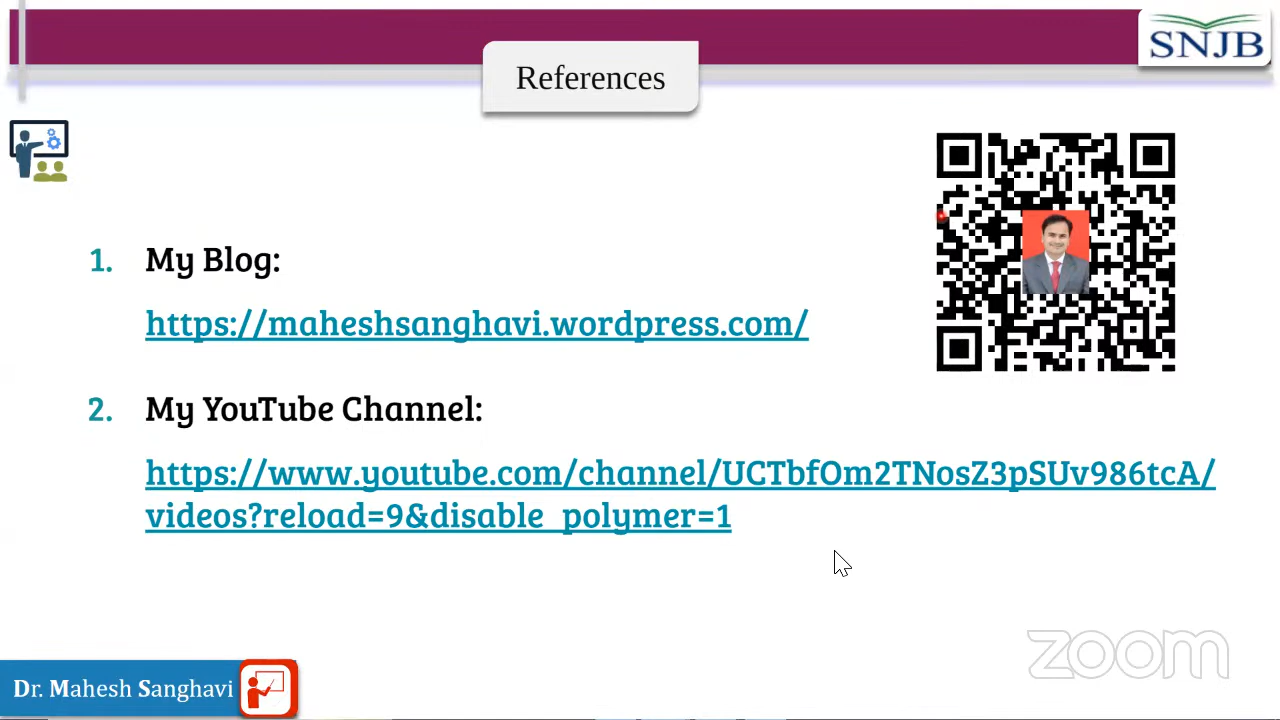 SNJB
References
1. My Blog:
https://maheshsanghavi.wordpress.com/
2. My YouTube Channel:
https://www.youtube.com/channel/UCTbfOm2TNosZ3pSUv986tcA/
videos?reload=9&disable_polymer=1
zoom
Dr. Mahesh Sanghavi